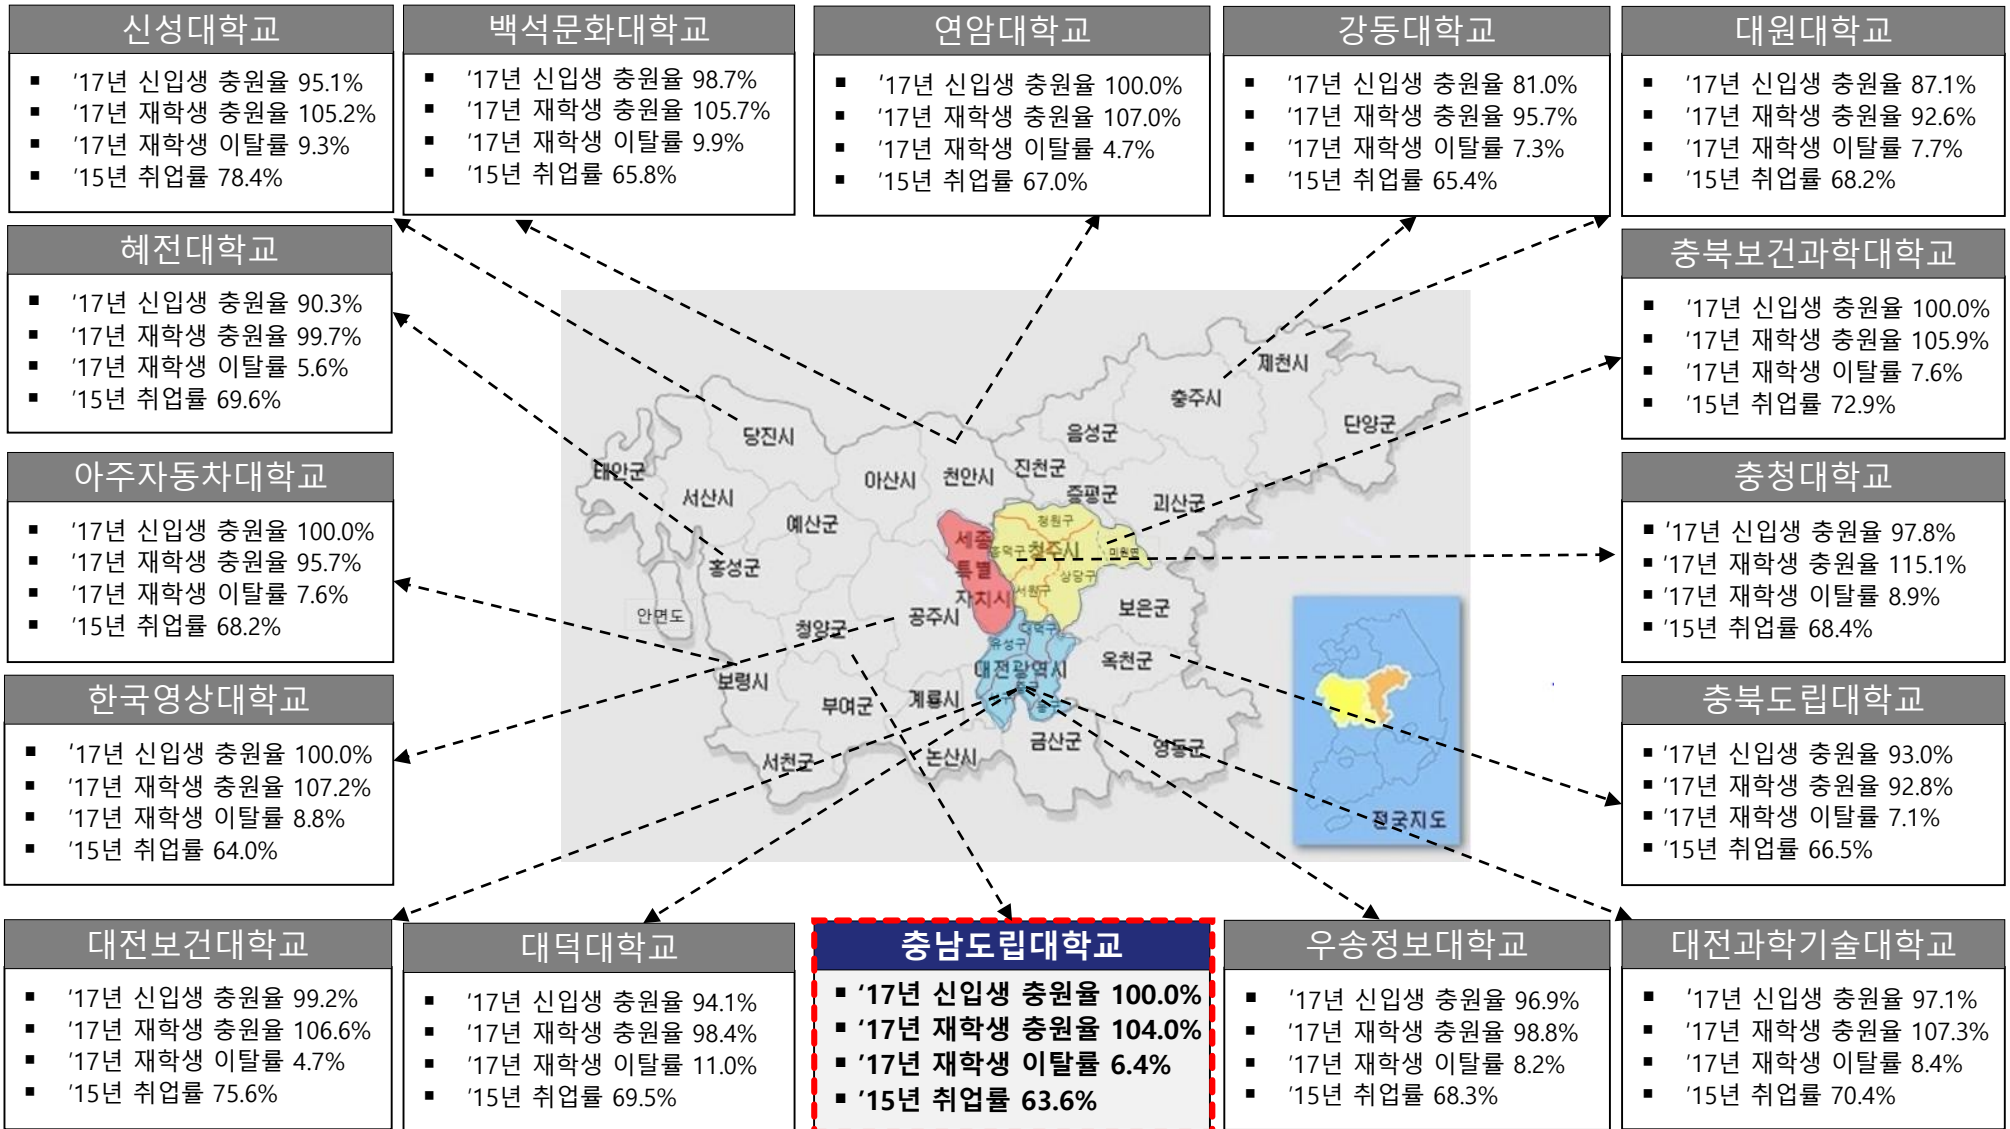 신성대학교
▪ '17년 신입생 충원율 95.1%
▪ '17년 재학생 충원율 105.2%
▪ '17년 재학생 이탈률 9.3%
▪ '15년 취업률 78.4%
백석문화대학교
▪ '17년 신입생 충원율 98.7%
▪ '17년 재학생 충원율 105.7%
▪ '17년 재학생 이탈률 9.9%
▪ '15년 취업률 65.8%
연암대학교
▪ '17년 신입생 충원율 100.0%
▪ '17년 재학생 충원율 107.0%
▪ '17년 재학생 이탈률 4.7%
▪ '15년 취업률 67.0%
강동대학교
▪ '17년 신입생 충원율 81.0%
▪ '17년 재학생 충원율 95.7%
▪ '17년 재학생 이탈률 7.3%
▪ '15년 취업률 65.4%
대원대학교
▪ '17년 신입생 충원율 87.1%
▪ '17년 재학생 충원율 92.6%
▪ '17년 재학생 이탈률 7.7%
▪ '15년 취업률 68.2%
혜전대학교
▪ '17년 신입생 충원율 90.3%
▪ '17년 재학생 충원율 99.7%
▪ '17년 재학생 이탈률 5.6%
▪ '15년 취업률 69.6%
충북보건과학대학교
▪ '17년 신입생 충원율 100.0%
▪ '17년 재학생 충원율 105.9%
▪ '17년 재학생 이탈률 7.6%
▪ '15년 취업률 72.9%
아주자동차대학교
▪ '17년 신입생 충원율 100.0%
▪ '17년 재학생 충원율 95.7%
▪ '17년 재학생 이탈률 7.6%
▪ '15년 취업률 68.2%
충청대학교
▪ '17년 신입생 충원율 97.8%
▪ '17년 재학생 충원율 115.1%
▪ '17년 재학생 이탈률 8.9%
▪ '15년 취업률 68.4%
한국영상대학교
▪ '17년 신입생 충원율 100.0%
▪ '17년 재학생 충원율 107.2%
▪ '17년 재학생 이탈률 8.8%
▪ '15년 취업률 64.0%
충북도립대학교
▪ '17년 신입생 충원율 93.0%
▪ '17년 재학생 충원율 92.8%
▪ '17년 재학생 이탈률 7.1%
▪ '15년 취업률 66.5%
제천시
충주시
단양군
음성군
당진시
진천군
태안군
아산시
천안시
증평군
괴산군
서산시
예산군
청원구
세종
특별
자치시
흥덕구
청주시
미원면
상당구
서원구
홍성군
안면도
청양군
공주시
보은군
대덕구
유성구
대전광역시
중구
옥천군
보령시
부여군
계룡시
금산군
영동군
서천군
논산시
전국지도
대전보건대학교
▪ '17년 신입생 충원율 99.2%
▪ '17년 재학생 충원율 106.6%
▪ '17년 재학생 이탈률 4.7%
▪ '15년 취업률 75.6%
대덕대학교
▪ '17년 신입생 충원율 94.1%
▪ '17년 재학생 충원율 98.4%
▪ '17년 재학생 이탈률 11.0%
▪ '15년 취업률 69.5%
충남도립대학교
▪ '17년 신입생 충원율 100.0%
▪ '17년 재학생 충원율 104.0%
▪ '17년 재학생 이탈률 6.4%
▪ '15년 취업률 63.6%
우송정보대학교
▪ '17년 신입생 충원율 96.9%
▪ '17년 재학생 충원율 98.8%
▪ '17년 재학생 이탈률 8.2%
▪ '15년 취업률 68.3%
대전과학기술대학교
▪ '17년 신입생 충원율 97.1%
▪ '17년 재학생 충원율 107.3%
▪ '17년 재학생 이탈률 8.4%
▪ '15년 취업률 70.4%